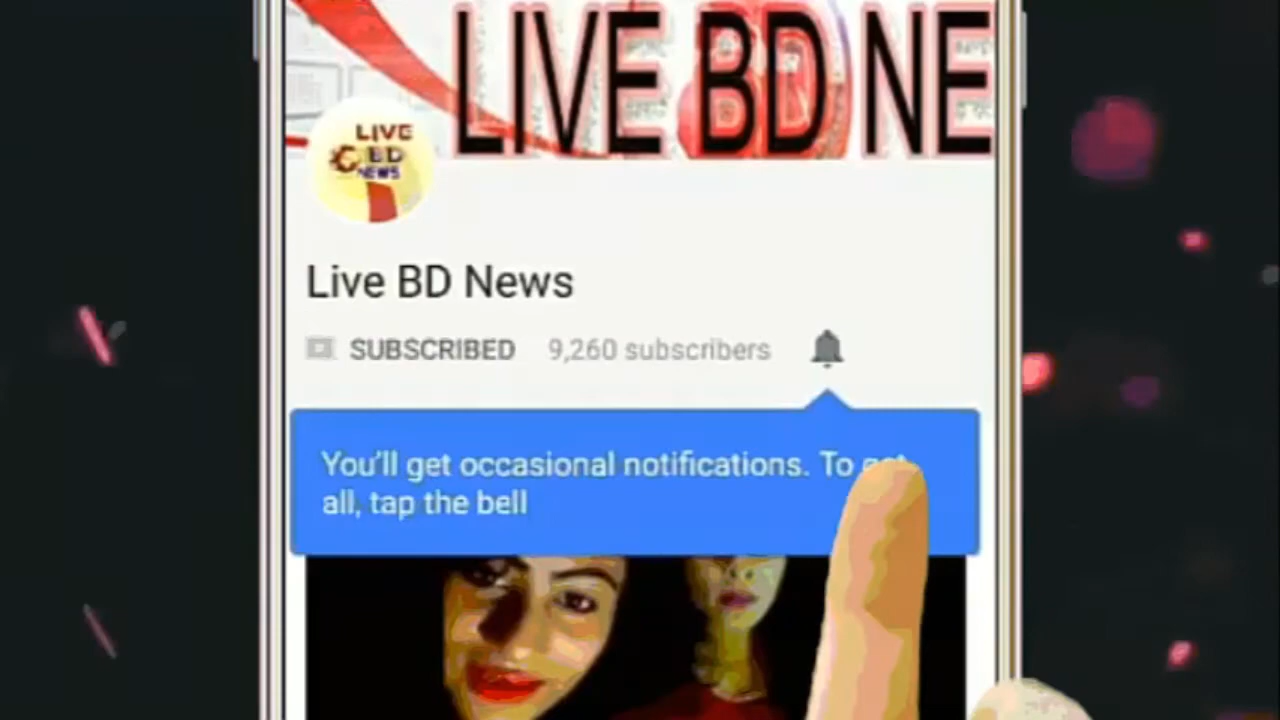 LIVE BD NE
LIVE
BD
NEWS
Live BD News
SUBSCRIBED 9,260 subscribers
You'll get occasional notifications. To get
all, tap the bell